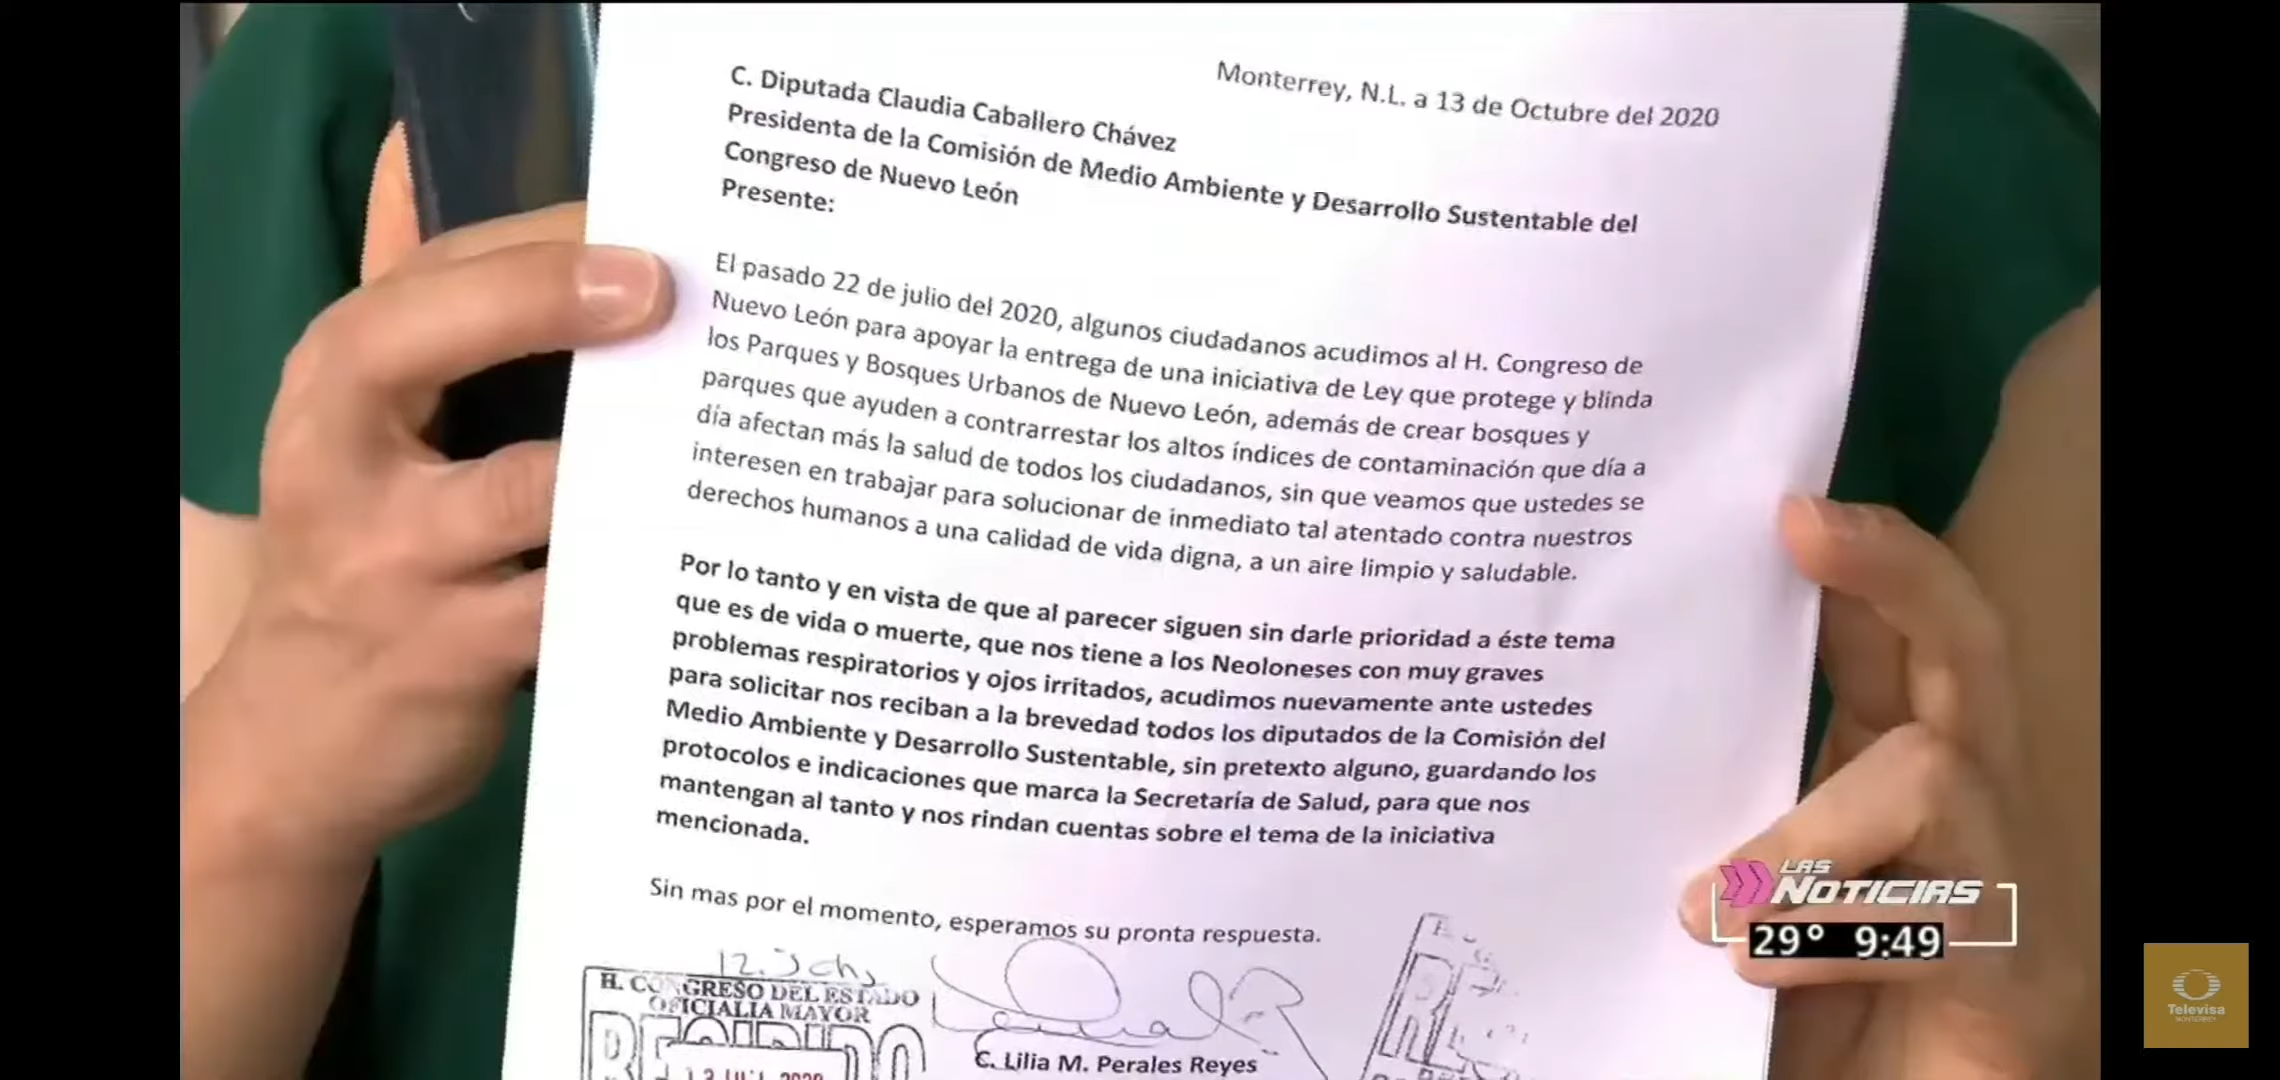 Monterrey, N.L. a 13 de Octubre del 2020
C. Diputada Claudia Caballero Chávez
Presidenta de la Comisión de Medio Ambiente y Desarrollo Sustentable del
Congreso de Nuevo León
Presente:
El pasado 22 de julio del 2020, algunos ciudadanos acudimos al H. Congreso de
Nuevo León para apoyar la entrega de una iniciativa de Ley que protege y blinda
los Parques y Bosques Urbanos de Nuevo León, además de crear bosques y
parques que ayuden a contrarrestar los altos índices de contaminación que día a
día afectan más la salud de todos los ciudadanos, sin que veamos que ustedes se
interesen en trabajar para solucionar de inmediato tal atentado contra nuestros
derechos humanos a una calidad de vida digna, a un aire limpio y saludable.
Por lo tanto y en vista de que al parecer siguen sin darle prioridad a éste tema
que es de vida o muerte, que nos tiene a los Neoloneses con muy graves
problemas respiratorios y ojos irritados, acudimos nuevamente ante ustedes
para solicitar nos reciban a la brevedad todos los diputados de la Comisión del
Medio Ambiente y Desarrollo Sustentable, sin pretexto alguno, guardando los
protocolos e indicaciones que marca la Secretaría de Salud, para que nos
mantengan al tanto y nos rindan cuentas sobre el tema de la iniciativa
mencionada.
Sin mas por el momento, esperamos su pronta respuesta.
H. CONGRESO DEL ESTADO
OFICIALIA MAYOR
RECIBIDO
C. Lilia M. Perales Reyes
LAS
NOTICIAS
29° 9:49
Televisa
MONTERREY